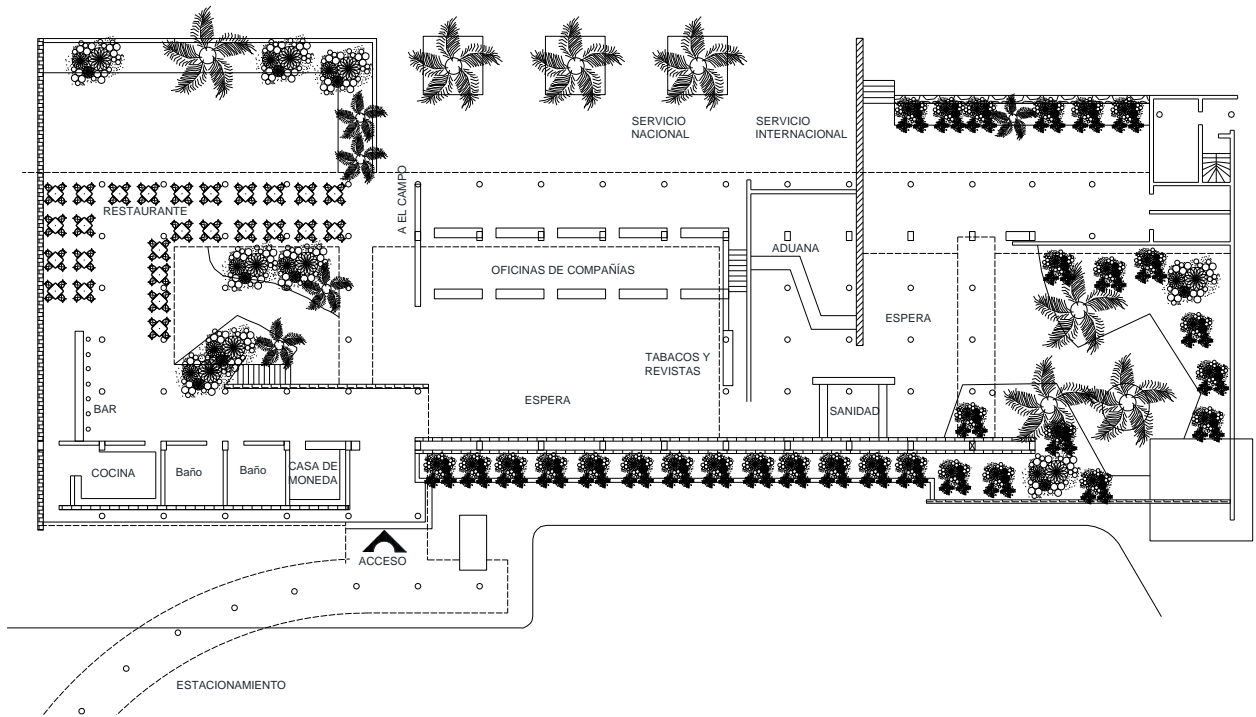 SERVICIO
NACIONAL
SERVICIO
INTERNACIONAL
A EL CAMPO
RESTAURANTE
ADUANA
OFICINAS DE COMPAÑÍAS
ESPERA
TABACOS Y
REVISTAS
ESPERA
BAR
SANIDAD
COCINA
Baño
Baño
CASA DE
MONEDA
ACCESO
ESTACIONAMIENTO